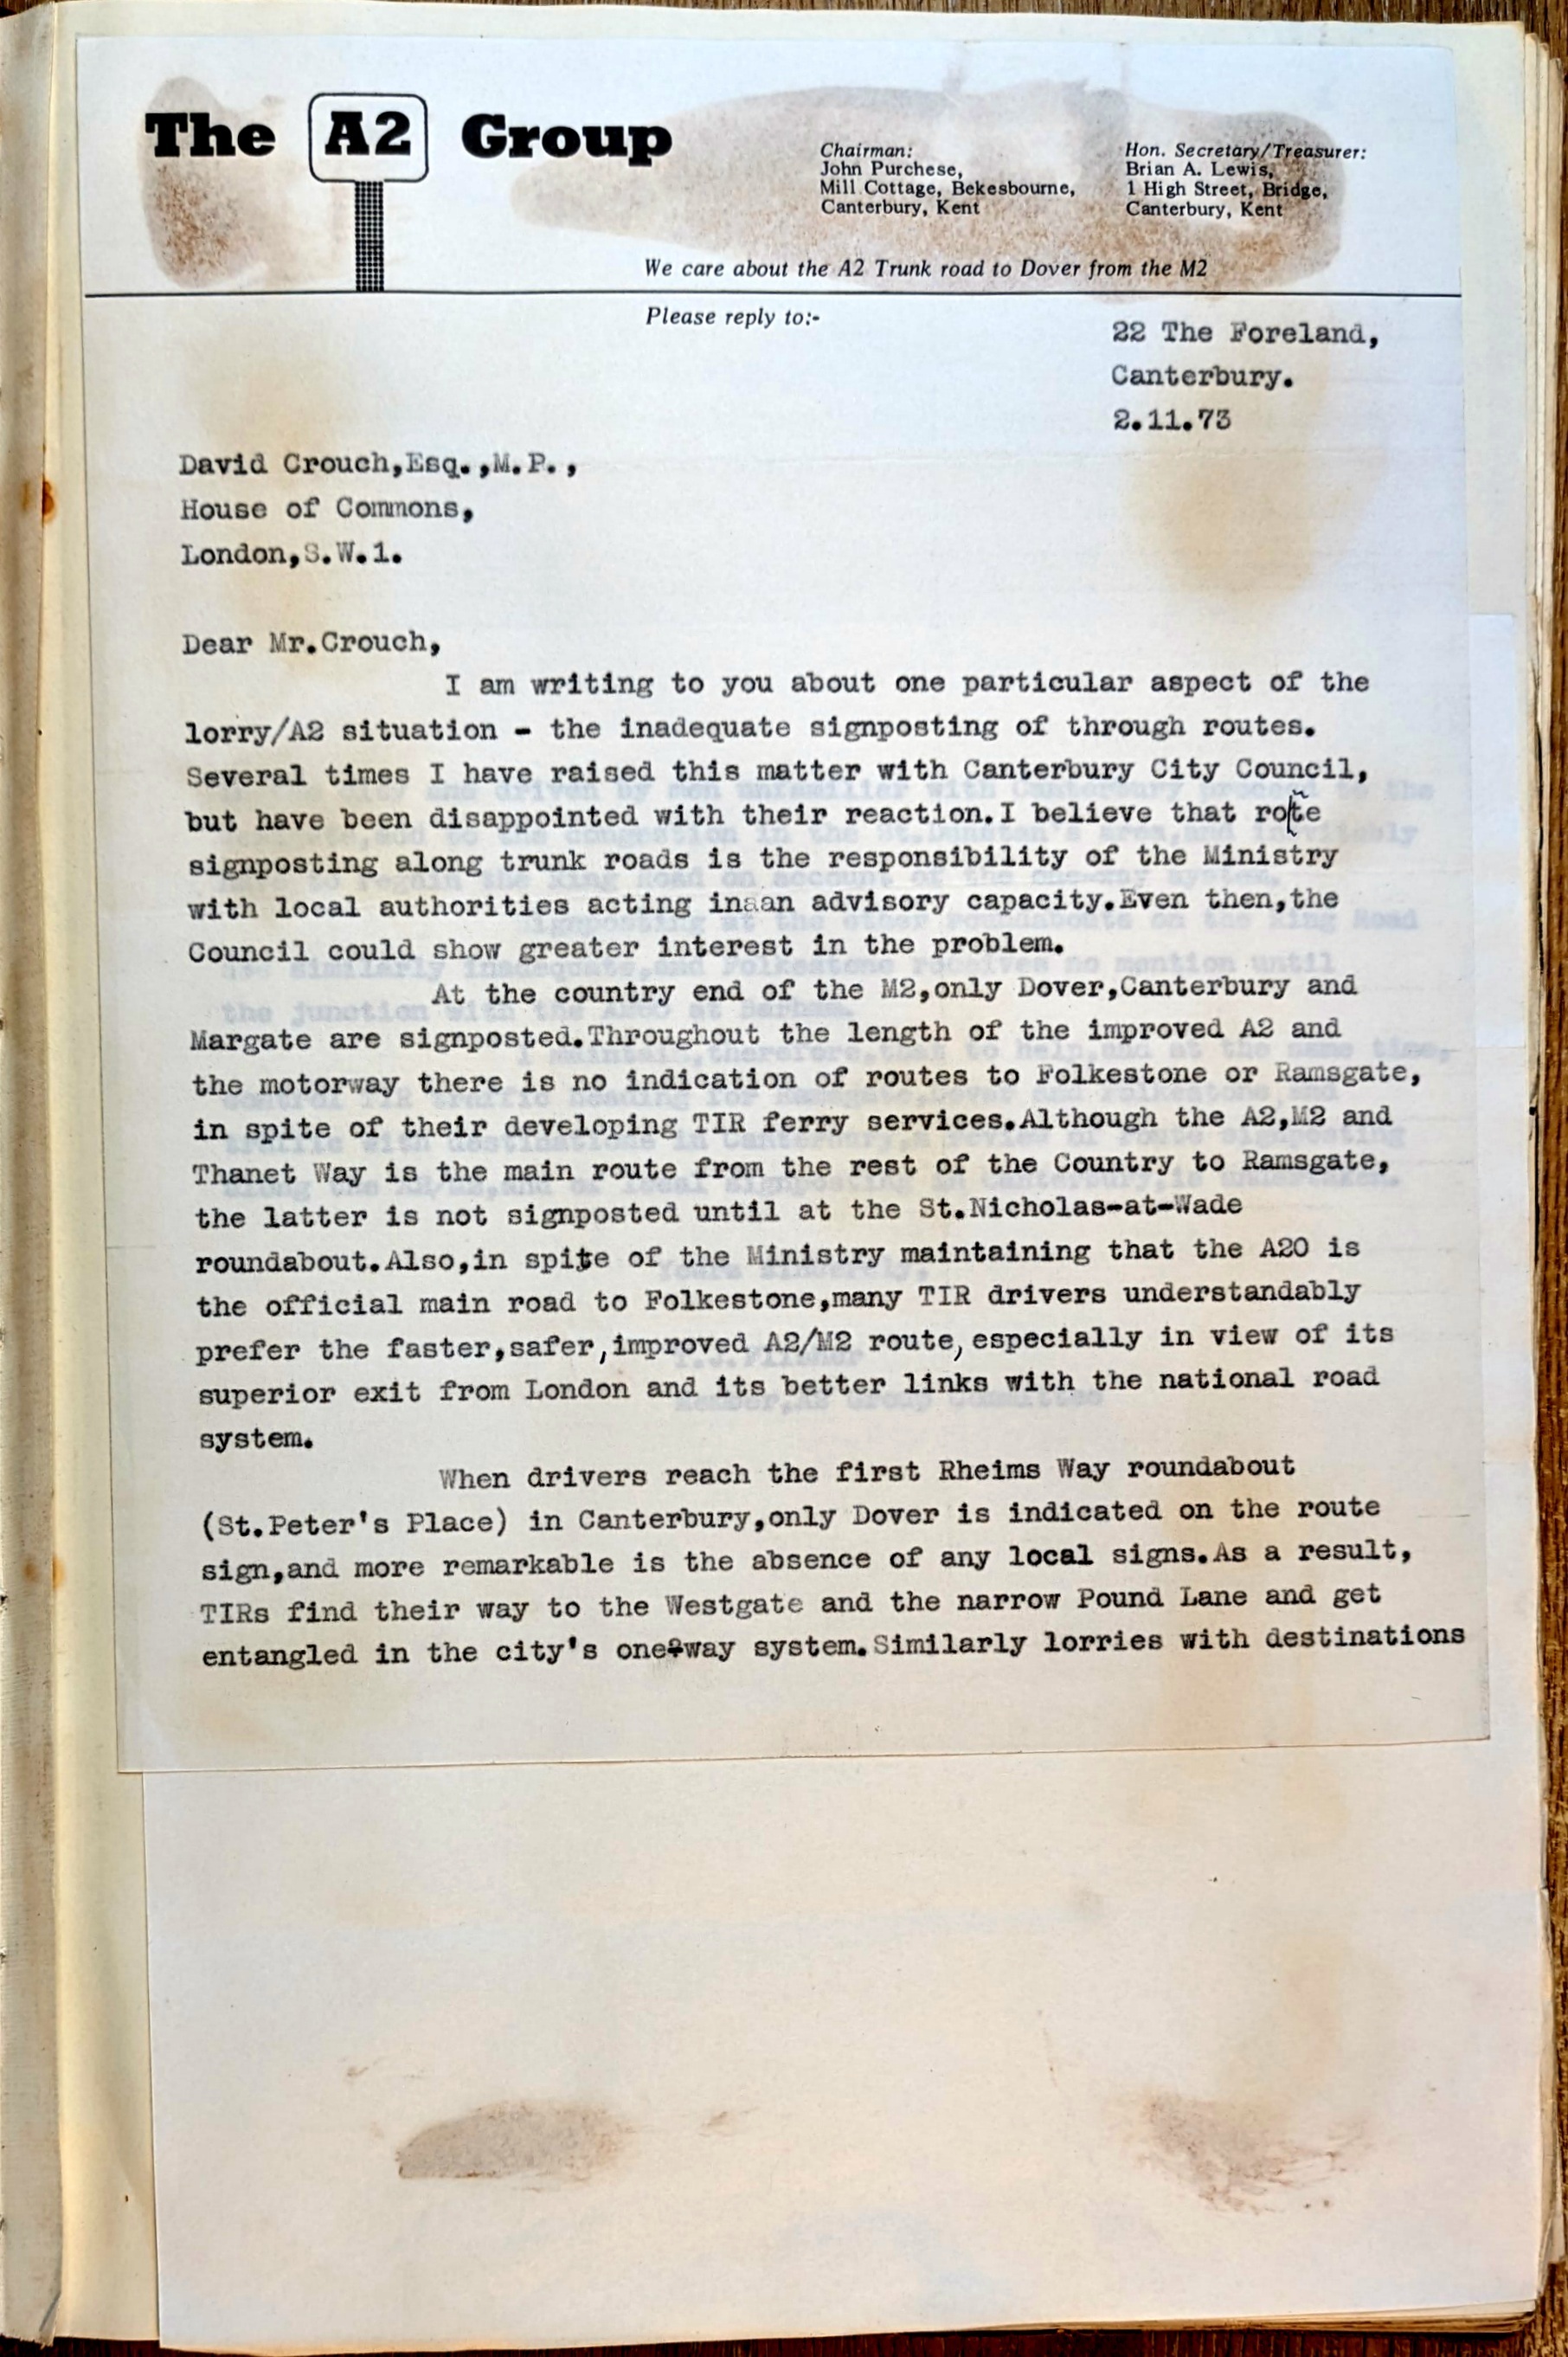 The A2 Group
Chairman:
John Purchese,
Mill Cottage, Bekesbourne,
Canterbury, Kent
Hon. Secretary/Treasurer:
Brian A. Lewis,
1 High Street, Bridge,
Canterbury, Kent
We care about the A2 Trunk road to Dover from the M2
Please reply to:-
22 The Foreland,
Canterbury.
2.11.73
David Crouch,Esq.,M.P.,
House of Commons,
London,S.W.1.
Dear Mr.Crouch,
I am writing to you about one particular aspect of the
lorry/A2 situation - the inadequate signposting of through routes.
Several times I have raised this matter with Canterbury City Council,
but have been disappointed with their reaction.I believe that route
signposting along trunk roads is the responsibility of the Ministry
with local authorities acting inaan advisory capacity.Even then,the
Council could show greater interest in the problem.
At the country end of the M2,only Dover,Canterbury and
Margate are signposted.Throughout the length of the improved A2 and
the motorway there is no indication of routes to Folkestone or Ramsgate,
in spite of their developing TIR ferry services.Although the A2,M2 and
Thanet Way is the main route from the rest of the Country to Ramsgate,
the latter is not signposted until at the St.Nicholas-at-Wade
roundabout.Also,in spite of the Ministry maintaining that the A20 is
the official main road to Folkestone,many TIR drivers understandably
prefer the faster,safer,improved A2/M2 route,especially in view of its
superior exit from London and its better links with the national road
system.
When drivers reach the first Rheims Way roundabout
(St.Peter's Place) in Canterbury,only Dover is indicated on the route
sign,and more remarkable is the absence of any local signs.As a result,
TIRs find their way to the Westgate and the narrow Pound Lane and get
entangled in the city's one-way system.Similarly lorries with destinations